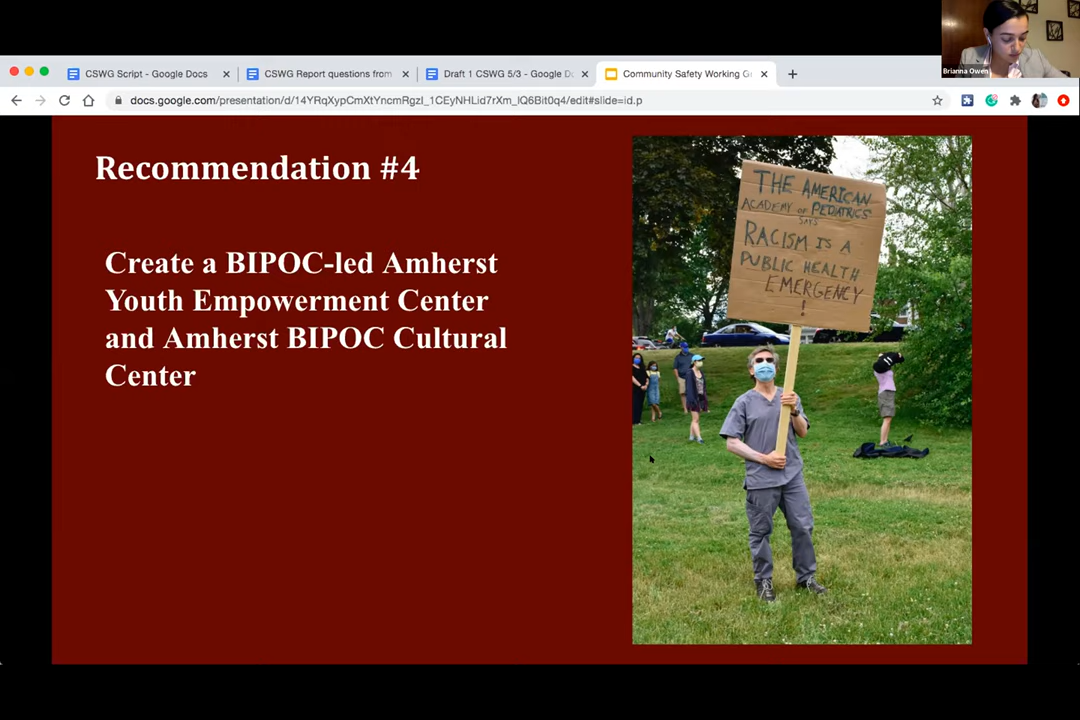 Brianna Owen
CSWG Script - Google Docs
CSWG Report questions from
Draft 1 CSWG 5/3 - Google Do
Community Safety Working G
docs.google.com/presentation/d/14YRqXypCmXtYncmRgzI_1CEyNHLid7rXm_lQ6Bit0q4/edit#slide=id.p
Recommendation #4
Create a BIPOC-led Amherst
Youth Empowerment Center
and Amherst BIPOC Cultural
Center
THE AMERICAN
ACADEMY OF PEDIATRICS
SAYS
RACISM IS A
PUBLIC HEALTH
EMERGENCY
!